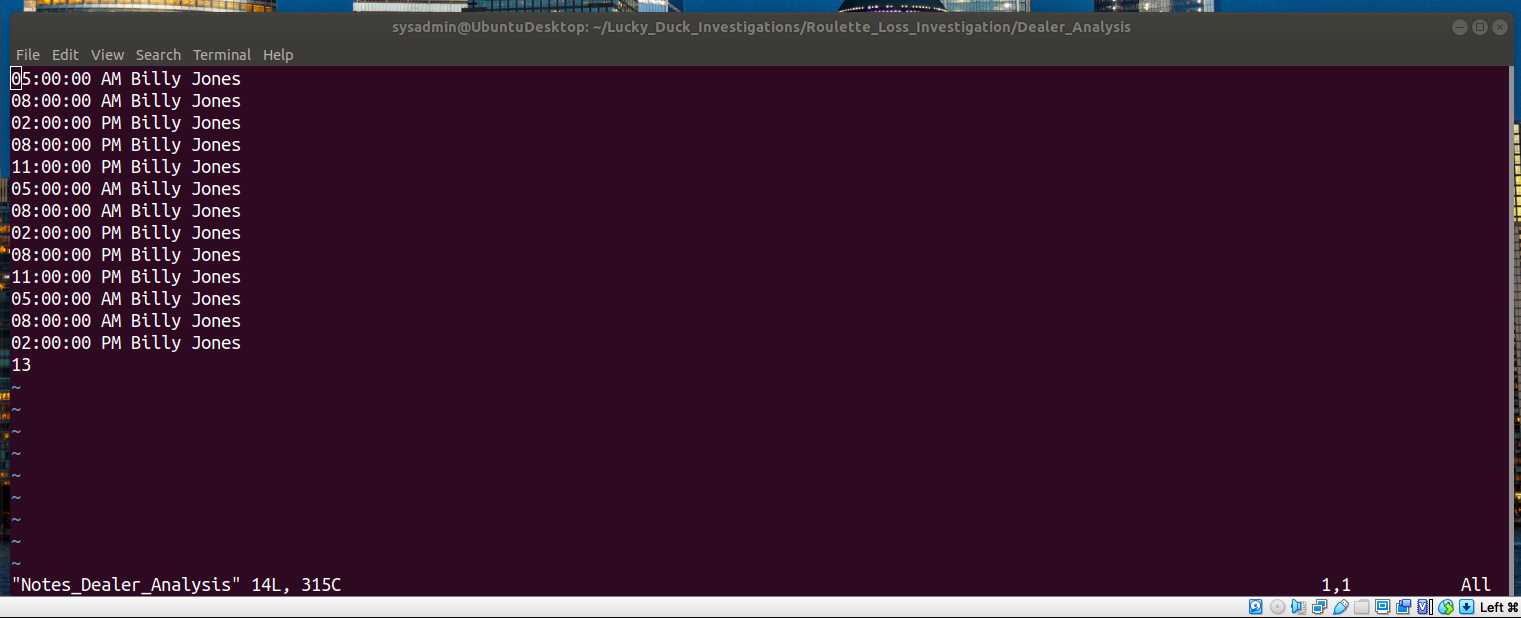 sysadmin@UbuntuDesktop: ~/Lucky_Duck_Investigations/Roulette_Loss_Investigation/Dealer_Analysis
File Edit View Search Terminal Help
05:00:00 AM Billy Jones
08:00:00 AM Billy Jones
02:00:00 PM Billy Jones
08:00:00 PM Billy Jones
11:00:00 PM Billy Jones
05:00:00 AM Billy Jones
08:00:00 AM Billy Jones
02:00:00 PM Billy Jones
08:00:00 PM Billy Jones
11:00:00 PM Billy Jones
05:00:00 AM Billy Jones
08:00:00 AM Billy Jones
02:00:00 PM Billy Jones
13
~
~
~
~
~
~
~
~
~
"Notes_Dealer_Analysis" 14L, 315C 1,1 All
Left ⌘